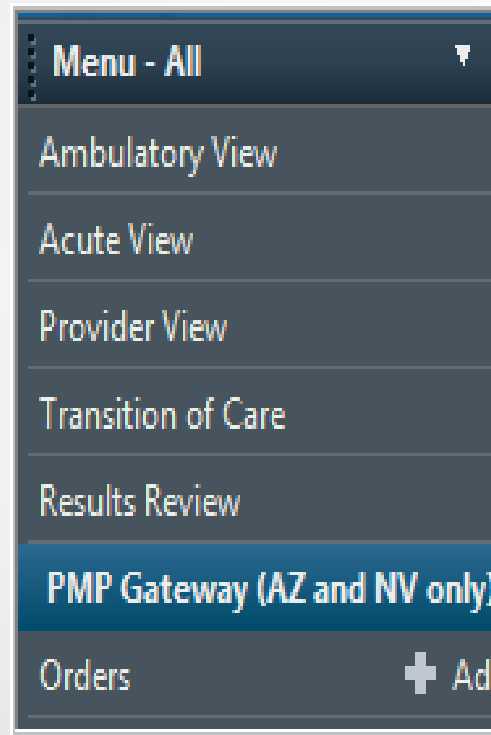 Menu - All
Ambulatory View
Acute View
Provider View
Transition of Care
Results Review
PMP Gateway (AZ and NV only)
Orders Ad